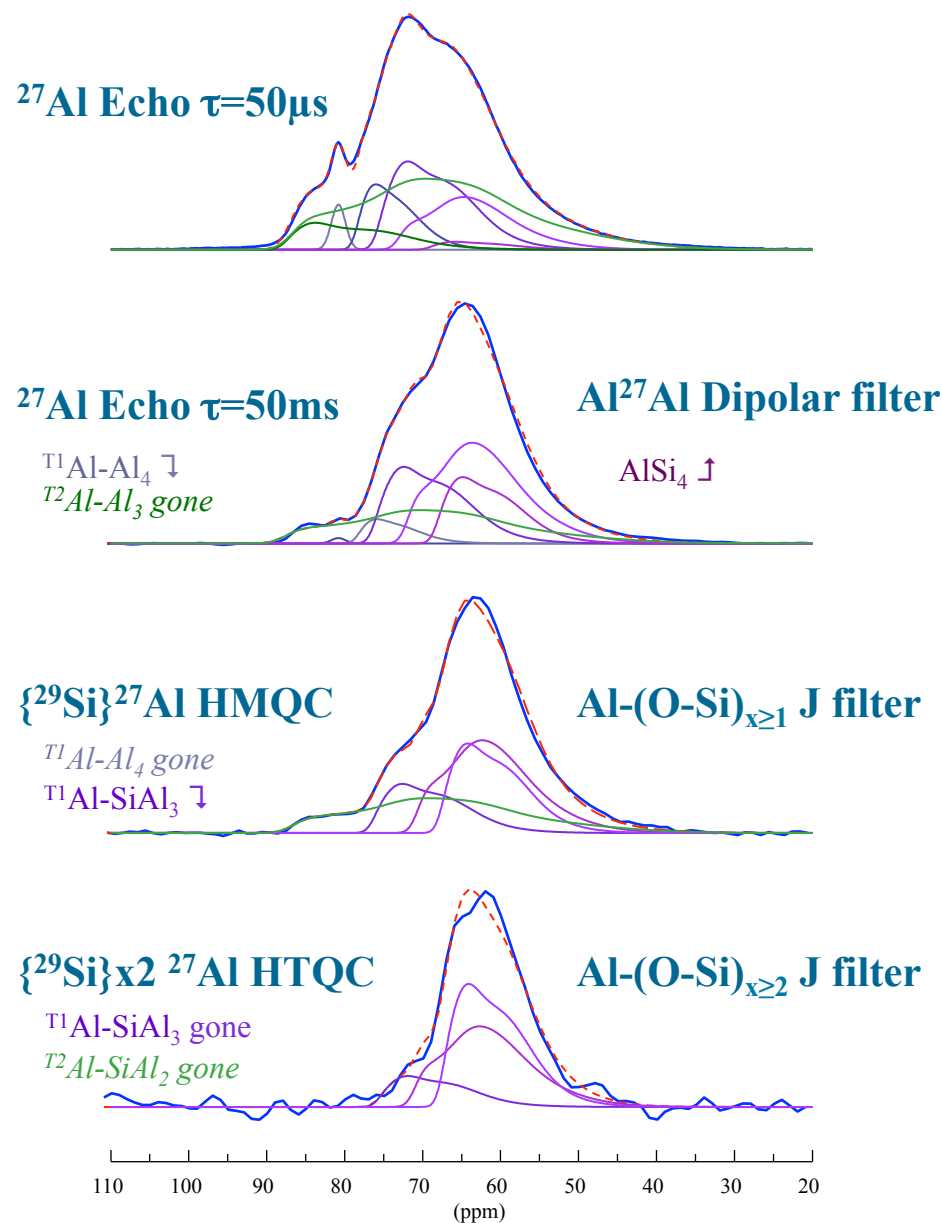 ²⁷Al Echo τ=50μs
²⁷Al Echo τ=50ms
Al²⁷Al Dipolar filter
ᵀ¹Al-Al₄ ↴
ᵀ²Al-Al₃ gone
AlSi₄ ⮥
{²⁹Si}²⁷Al HMQC
Al-(O-Si)ₓ≥₁ J filter
ᵀ¹Al-Al₄ gone
ᵀ¹Al-SiAl₃ ↴
{²⁹Si}x2 ²⁷Al HTQC
Al-(O-Si)ₓ≥₂ J filter
ᵀ¹Al-SiAl₃ gone
ᵀ²Al-SiAl₂ gone
110 100 90 80 70 60 50 40 30 20
(ppm)